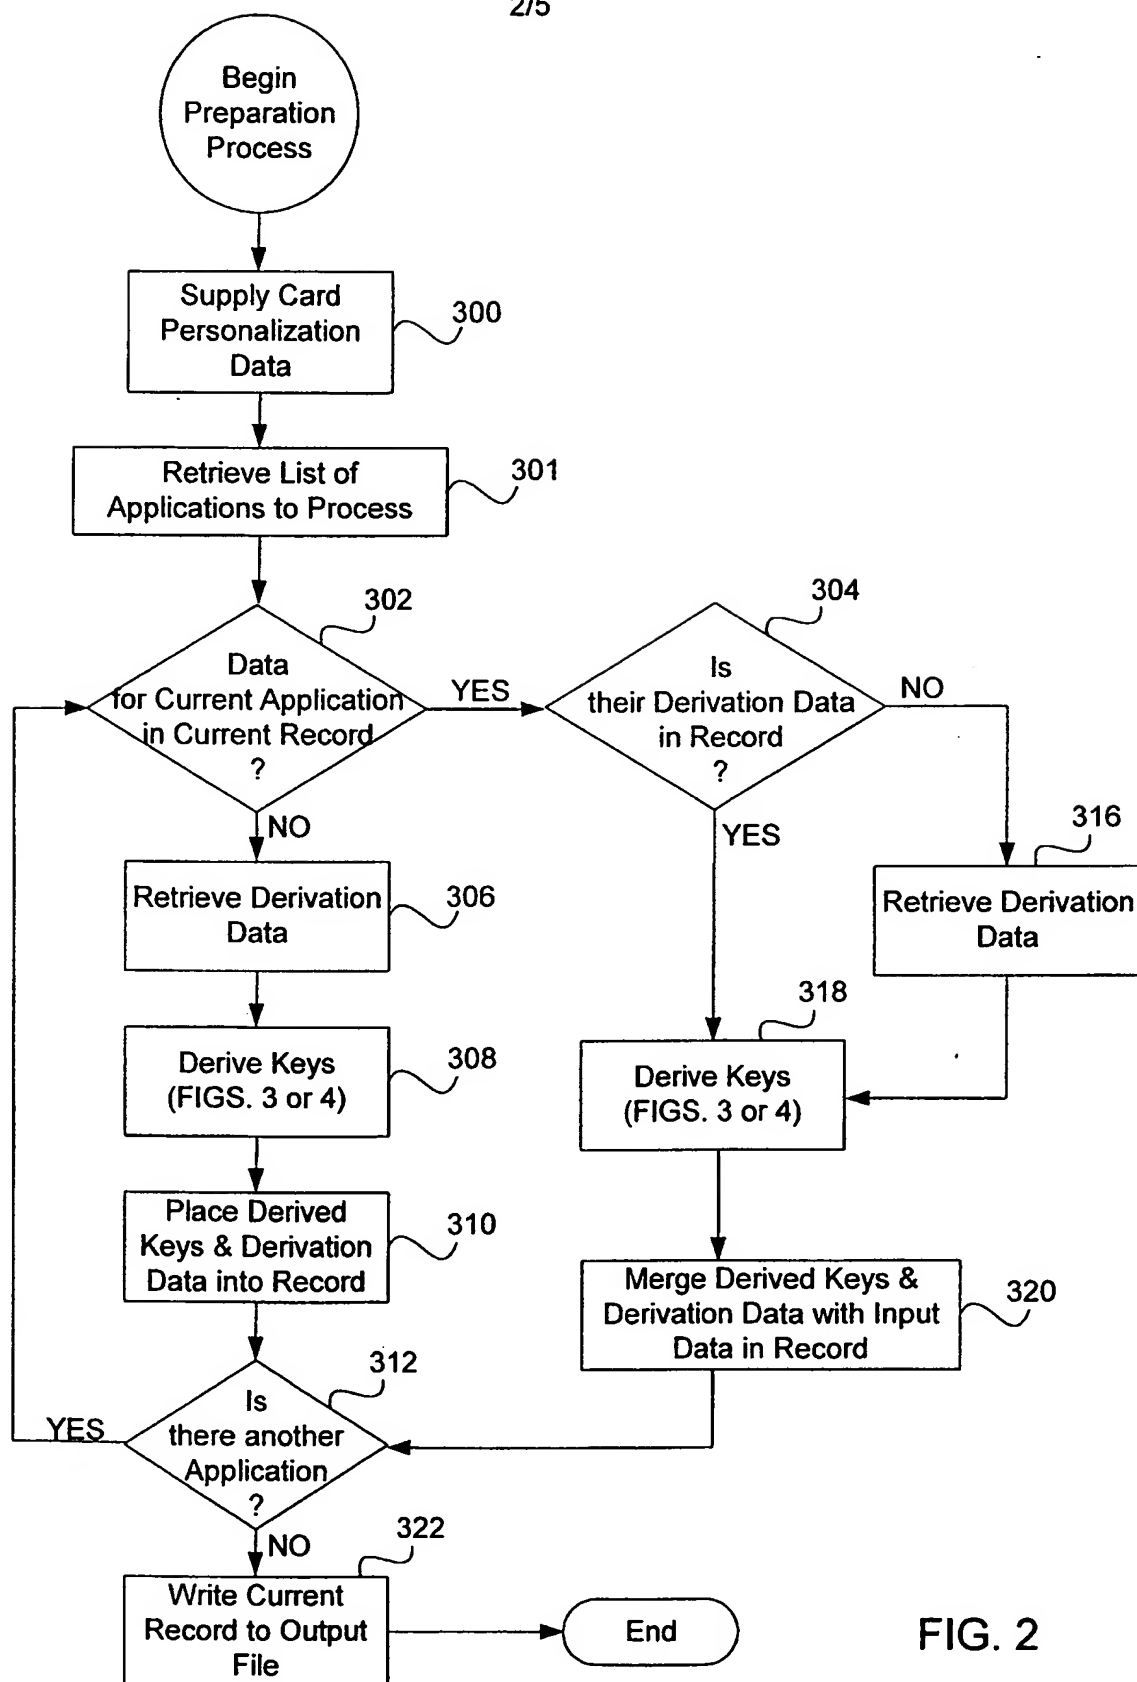 2/5
Begin
Preparation
Process
Supply Card
Personalization
Data
300
Retrieve List of
Applications to Process
301
302
Data
for Current Application
in Current Record
?
YES
304
Is
their Derivation Data
in Record
?
NO
NO
YES
316
Retrieve Derivation
Data
306
Retrieve Derivation
Data
318
Derive Keys
(FIGS. 3 or 4)
308
Derive Keys
(FIGS. 3 or 4)
Place Derived
Keys & Derivation
Data into Record
310
Merge Derived Keys &
Derivation Data with Input
Data in Record
320
312
Is
there another
Application
?
YES
NO
322
Write Current
Record to Output
File
End
FIG. 2